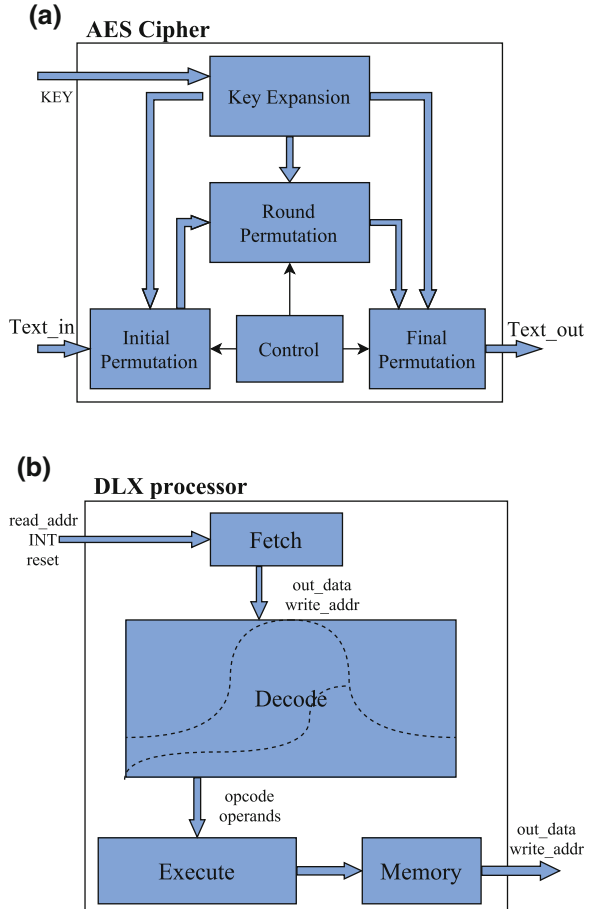 (a)
AES Cipher
KEY
Key Expansion
Round
Permutation
Text_in
Initial
Permutation
Control
Final
Permutation
Text_out
(b)
DLX processor
read_addr
INT
reset
Fetch
out_data
write_addr
Decode
opcode
operands
Execute
Memory
out_data
write_addr